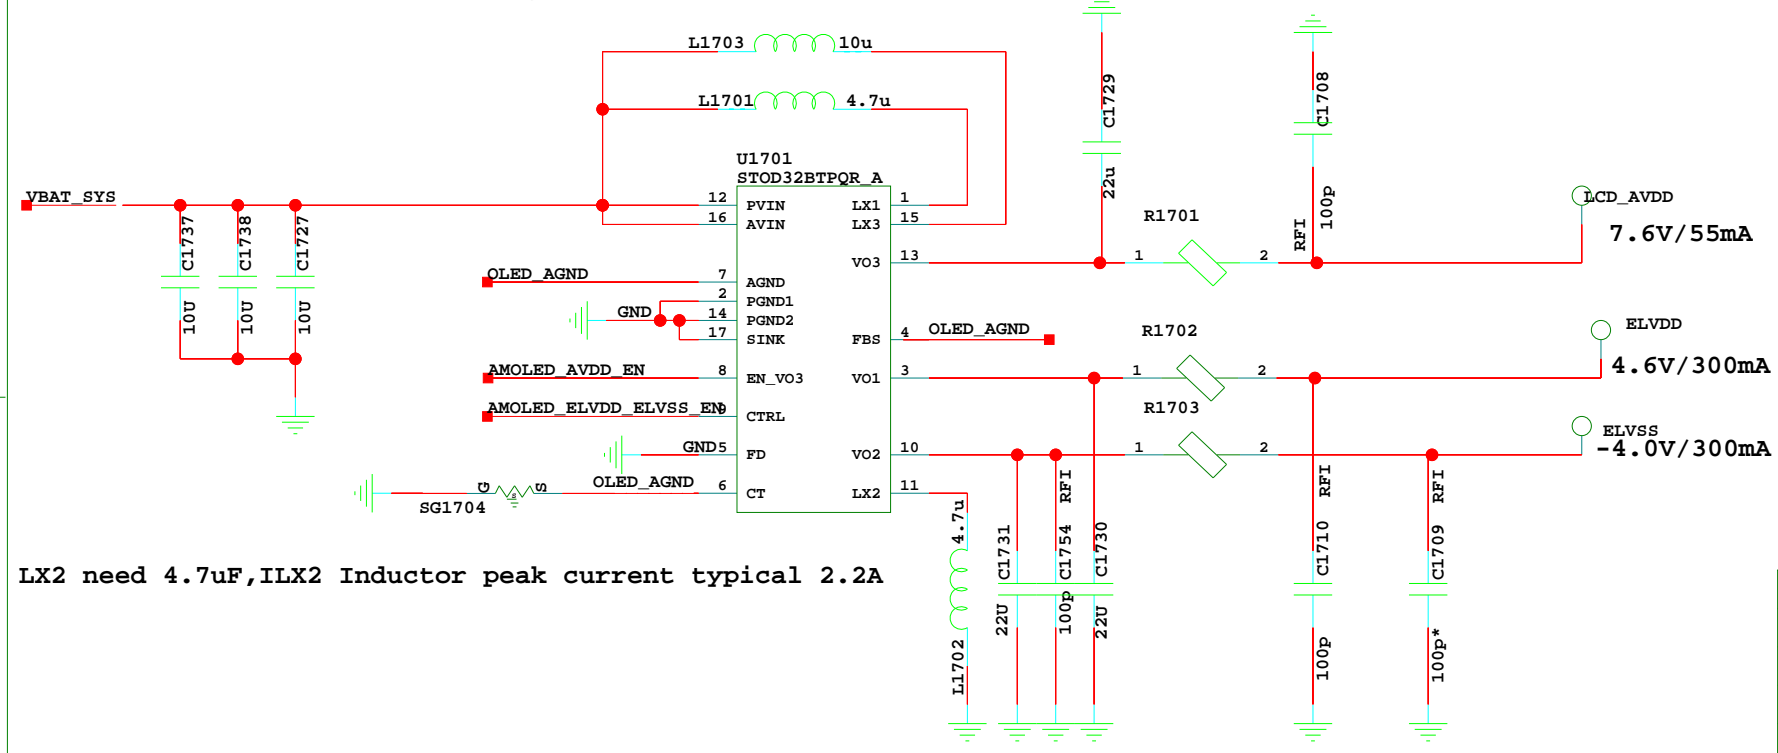 L1703 10u
L1701 4.7u
C1729
22u
C1708
100p
RFI
U1701
STOD32BTPQR_A
VBAT_SYS
C1737
10U
C1738
10U
C1727
10U
12 PVIN
16 AVIN
OLED_AGND 7 AGND
2 PGND1
GND 14 PGND2
17 SINK
AMOLED_AVDD_EN 8 EN_VO3
AMOLED_ELVDD_ELVSS_EN 9 CTRL
GND 5 FD
SG1704 G S OLED_AGND 6 CT
LX1 1
LX3 15
VO3 13
FBS 4 OLED_AGND
VO1 3
VO2 10
LX2 11
R1701
1 2
LCD_AVDD
7.6V/55mA
R1702
1 2
ELVDD
4.6V/300mA
R1703
1 2
ELVSS
-4.0V/300mA
4.7u
L1702
C1731
22U
RFI
C1754
100p
C1730
22U
RFI
C1710
100p
RFI
C1709
100p*
LX2 need 4.7uF,ILX2 Inductor peak current typical 2.2A